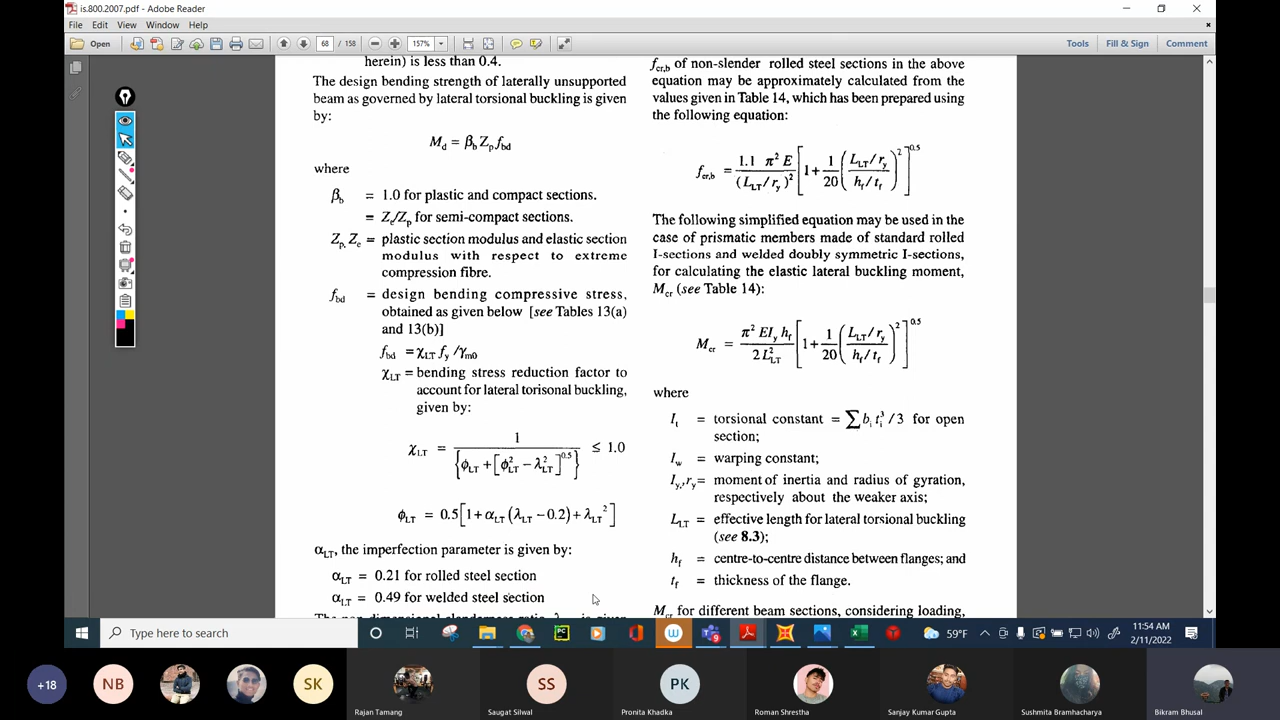 is.800.2007.pdf - Adobe Reader
File Edit View Window Help
Open 68 / 158 157% Tools Fill & Sign Comment
herein) is less than 0.4.
The design bending strength of laterally unsupported
beam as governed by lateral torsional buckling is given
by:
M_d = β_b Z_p f_bd
where
β_b = 1.0 for plastic and compact sections.
= Z_e/Z_p for semi-compact sections.
Z_p, Z_e = plastic section modulus and elastic section
modulus with respect to extreme
compression fibre.
f_bd = design bending compressive stress,
obtained as given below [see Tables 13(a)
and 13(b)]
f_bd = χ_LT f_y /γ_m0
χ_LT = bending stress reduction factor to
account for lateral torisonal buckling,
given by:
χ_LT = 1 / {φ_LT + [φ²_LT − λ²_LT]^0.5} ≤ 1.0
φ_LT = 0.5[1 + α_LT (λ_LT − 0.2) + λ_LT²]
α_LT, the imperfection parameter is given by:
α_LT = 0.21 for rolled steel section
α_LT = 0.49 for welded steel section
f_cr,b of non-slender rolled steel sections in the above
equation may be approximately calculated from the
values given in Table 14, which has been prepared using
the following equation:
f_cr,b = 1.1 π² E / (L_LT/r_y)² [1 + 1/20 ((L_LT/r_y) / (h_f/t_f))²]^0.5
The following simplified equation may be used in the
case of prismatic members made of standard rolled
I-sections and welded doubly symmetric I-sections,
for calculating the elastic lateral buckling moment,
M_cr (see Table 14):
M_cr = π² EI_y h_f / 2 L²_LT [1 + 1/20 ((L_LT/r_y) / (h_f/t_f))²]^0.5
where
I_t = torsional constant = ∑ b_i t_i³/3 for open
section;
I_w = warping constant;
I_y, r_y = moment of inertia and radius of gyration,
respectively about the weaker axis;
L_LT = effective length for lateral torsional buckling
(see 8.3);
h_f = centre-to-centre distance between flanges; and
t_f = thickness of the flange.
M_cr for different beam sections, considering loading,
Type here to search
59°F
11:54 AM
2/11/2022
+18 NB SK SS PK
Rajan Tamang Saugat Silwal Pronita Khadka Roman Shrestha Sanjay Kumar Gupta Sushmita Bramhacharya Bikram Bhusal